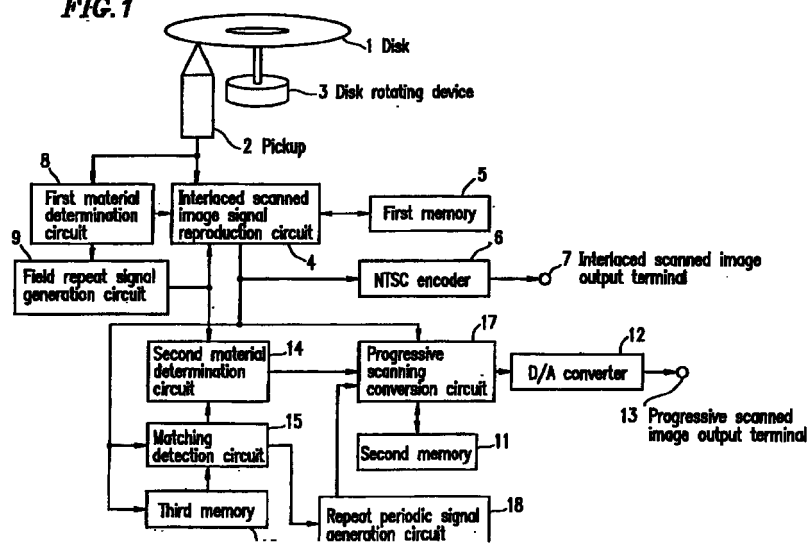 FIG. 1
1 Disk
3 Disk rotating device
2 Pickup
8
First material
determination
circuit
Interlaced scanned
image signal
reproduction circuit
4
5
First memory
9
Field repeat signal
generation circuit
6
NTSC encoder
7 Interlaced scanned image
output terminal
Second material
determination
circuit
14
Progressive
scanning
conversion circuit
17
12
D/A converter
13 Progressive scanned
image output terminal
15
Matching
detection circuit
Second memory
11
Third memory
Repeat periodic signal
generation circuit
18